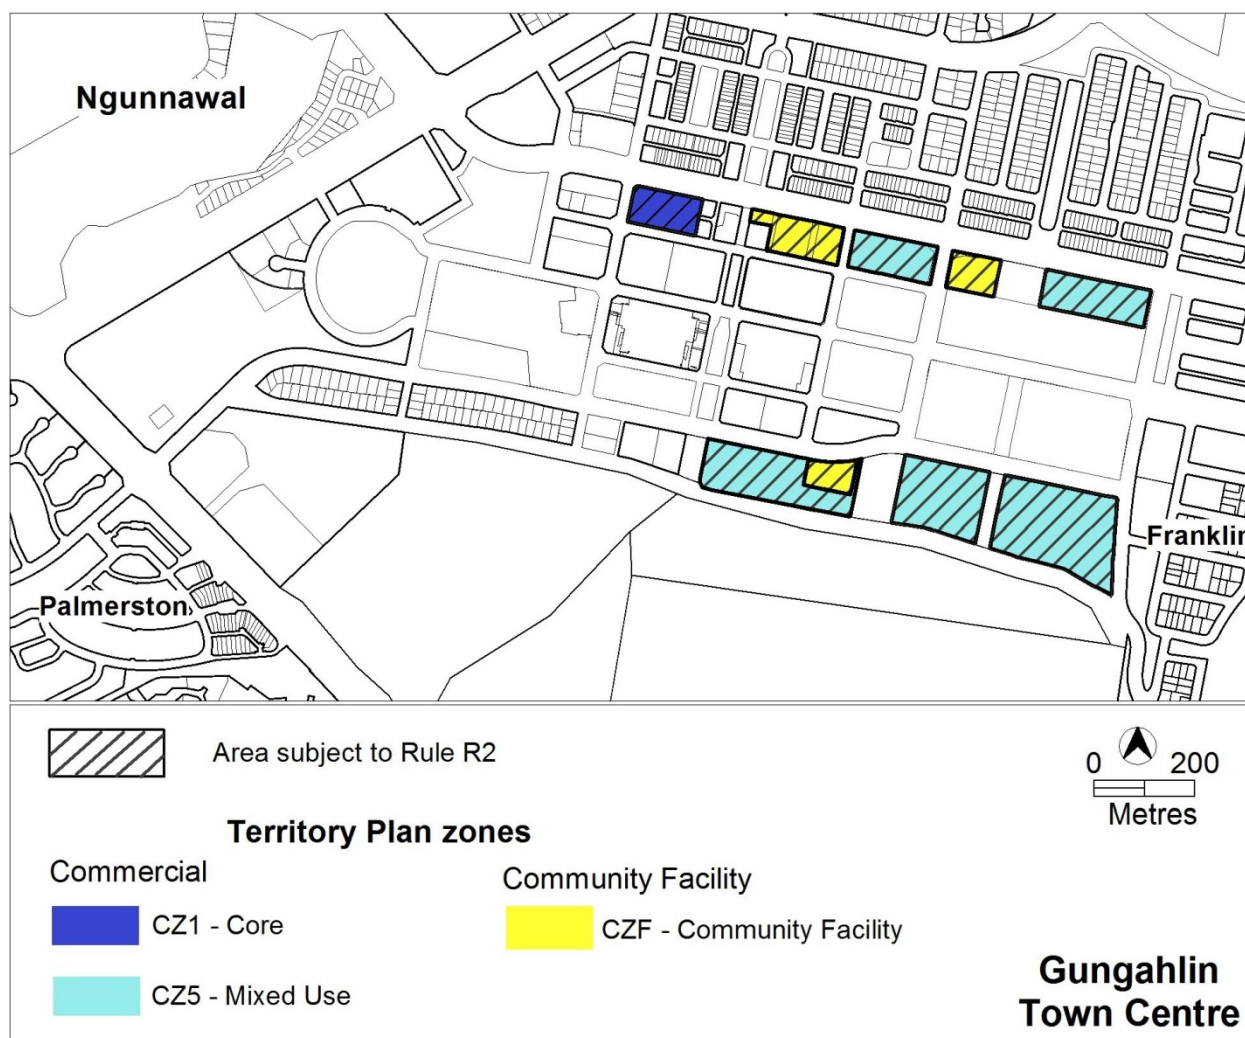 Ngunnawal
Franklin
Palmerston
Area subject to Rule R2
0 200
Metres
Territory Plan zones
Commercial
Community Facility
CZ1 - Core
CZF - Community Facility
CZ5 - Mixed Use
Gungahlin
Town Centre